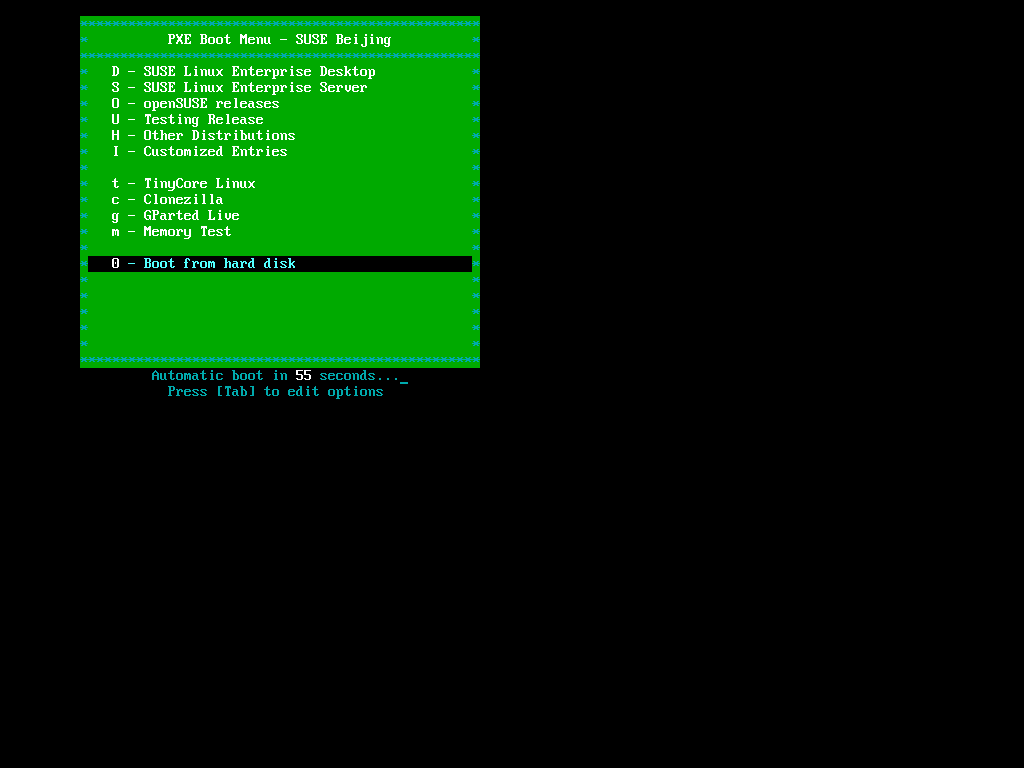 PXE Boot Menu - SUSE Beijing
D - SUSE Linux Enterprise Desktop
S - SUSE Linux Enterprise Server
O - openSUSE releases
U - Testing Release
H - Other Distributions
I - Customized Entries
t - TinyCore Linux
c - Clonezilla
g - GParted Live
m - Memory Test
0 - Boot from hard disk
Automatic boot in 55 seconds..._
Press [Tab] to edit options